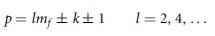 p = lm_f ± k ± 1  l = 2, 4, ...